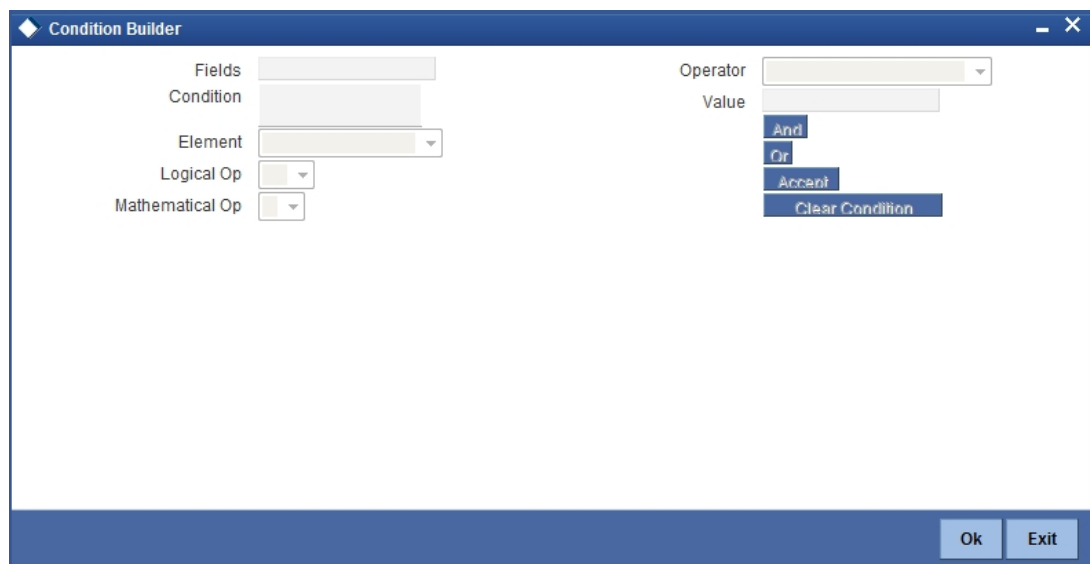 Condition Builder
Fields
Condition
Element
Logical Op
Mathematical Op
Operator
Value
And
Or
Accept
Clear Condition
Ok
Exit